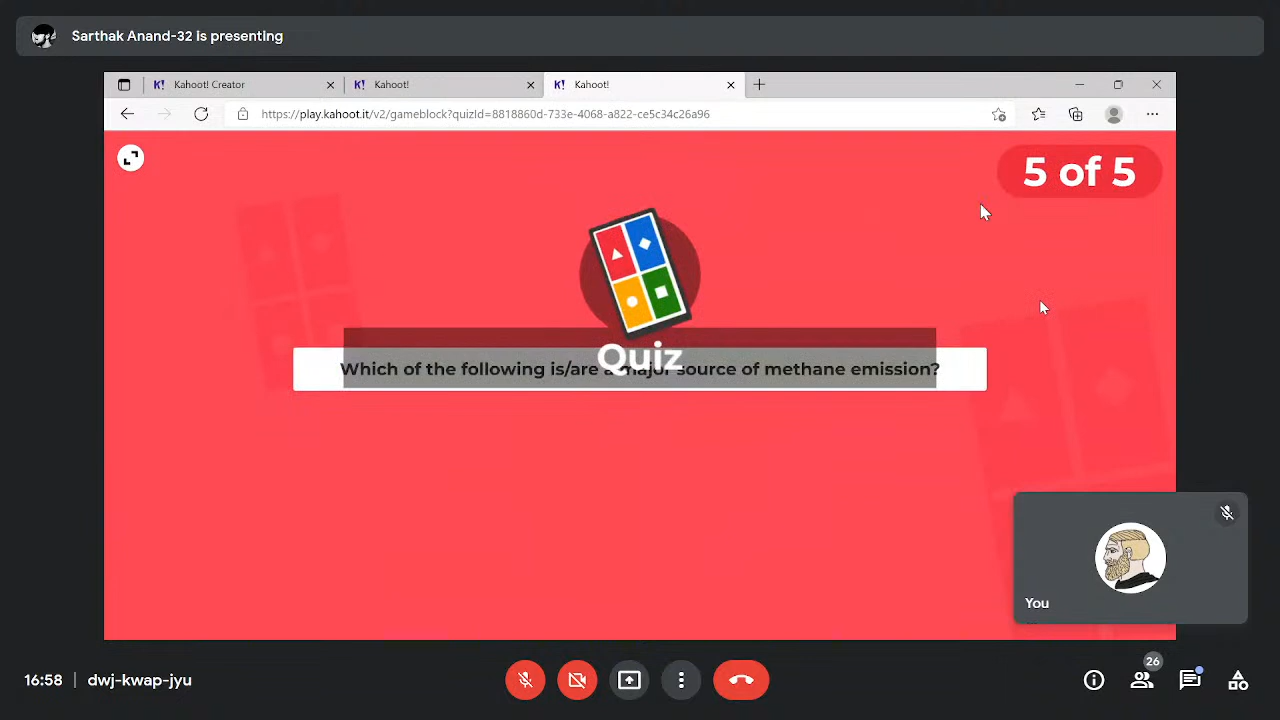 Sarthak Anand-32 is presenting
K! Kahoot! Creator
K! Kahoot!
K! Kahoot!
https://play.kahoot.it/v2/gameblock?quizId=8818860d-733e-4068-a822-ce5c34c26a96
5 of 5
Quiz
Which of the following is/are a major source of methane emission?
You
16:58 | dwj-kwap-jyu
26